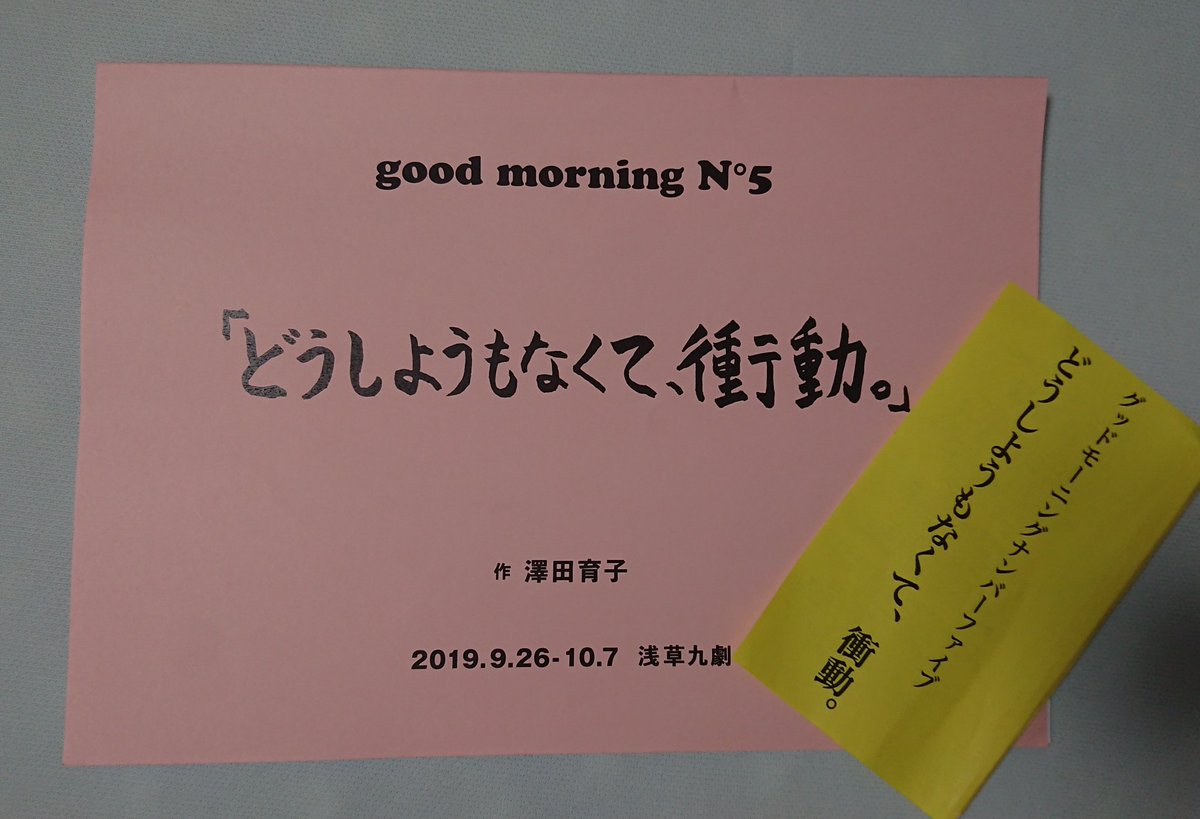 good morning N°5
「どうしようもなくて、衝動。」
作 澤田育子
2019.9.26-10.7 浅草九劇
グッドモーニングナンバーファイブ
どうしようもなくて、衝動。